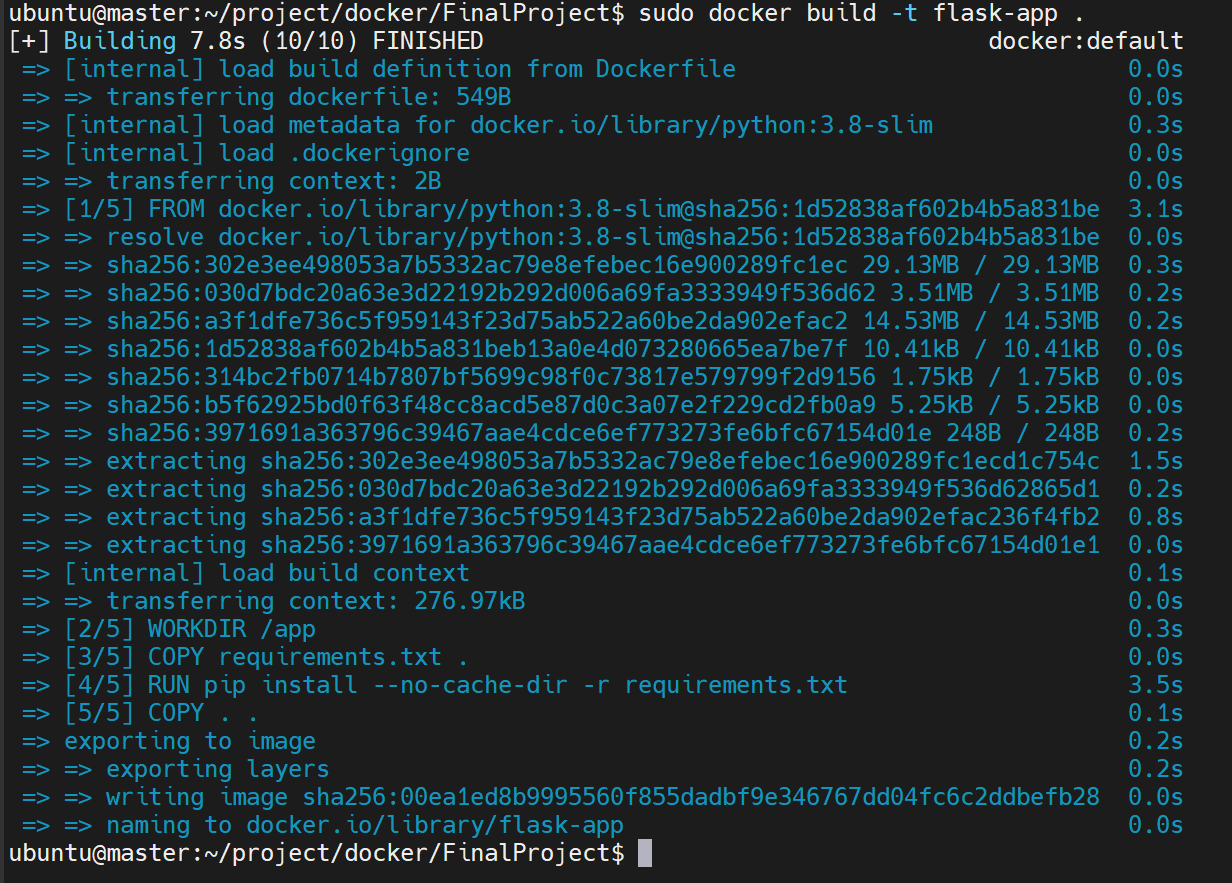 ubuntu@master:~/project/docker/FinalProject$ sudo docker build -t flask-app .
[+] Building 7.8s (10/10) FINISHED docker:default
=> [internal] load build definition from Dockerfile 0.0s
=> => transferring dockerfile: 549B 0.0s
=> [internal] load metadata for docker.io/library/python:3.8-slim 0.3s
=> [internal] load .dockerignore 0.0s
=> => transferring context: 2B 0.0s
=> [1/5] FROM docker.io/library/python:3.8-slim@sha256:1d52838af602b4b5a831be 3.1s
=> => resolve docker.io/library/python:3.8-slim@sha256:1d52838af602b4b5a831be 0.0s
=> => sha256:302e3ee498053a7b5332ac79e8efebec16e900289fc1ec 29.13MB / 29.13MB 0.3s
=> => sha256:030d7bdc20a63e3d22192b292d006a69fa3333949f536d62 3.51MB / 3.51MB 0.2s
=> => sha256:a3f1dfe736c5f959143f23d75ab522a60be2da902efac2 14.53MB / 14.53MB 0.2s
=> => sha256:1d52838af602b4b5a831beb13a0e4d073280665ea7be7f 10.41kB / 10.41kB 0.0s
=> => sha256:314bc2fb0714b7807bf5699c98f0c73817e579799f2d9156 1.75kB / 1.75kB 0.0s
=> => sha256:b5f62925bd0f63f48cc8acd5e87d0c3a07e2f229cd2fb0a9 5.25kB / 5.25kB 0.0s
=> => sha256:3971691a363796c39467aae4cdce6ef773273fe6bfc67154d01e 248B / 248B 0.2s
=> => extracting sha256:302e3ee498053a7b5332ac79e8efebec16e900289fc1ecd1c754c 1.5s
=> => extracting sha256:030d7bdc20a63e3d22192b292d006a69fa3333949f536d62865d1 0.2s
=> => extracting sha256:a3f1dfe736c5f959143f23d75ab522a60be2da902efac236f4fb2 0.8s
=> => extracting sha256:3971691a363796c39467aae4cdce6ef773273fe6bfc67154d01e1 0.0s
=> [internal] load build context 0.1s
=> => transferring context: 276.97kB 0.0s
=> [2/5] WORKDIR /app 0.3s
=> [3/5] COPY requirements.txt . 0.0s
=> [4/5] RUN pip install --no-cache-dir -r requirements.txt 3.5s
=> [5/5] COPY . . 0.1s
=> exporting to image 0.2s
=> => exporting layers 0.2s
=> => writing image sha256:00ea1ed8b9995560f855dadbf9e346767dd04fc6c2ddbefb28 0.0s
=> => naming to docker.io/library/flask-app 0.0s
ubuntu@master:~/project/docker/FinalProject$